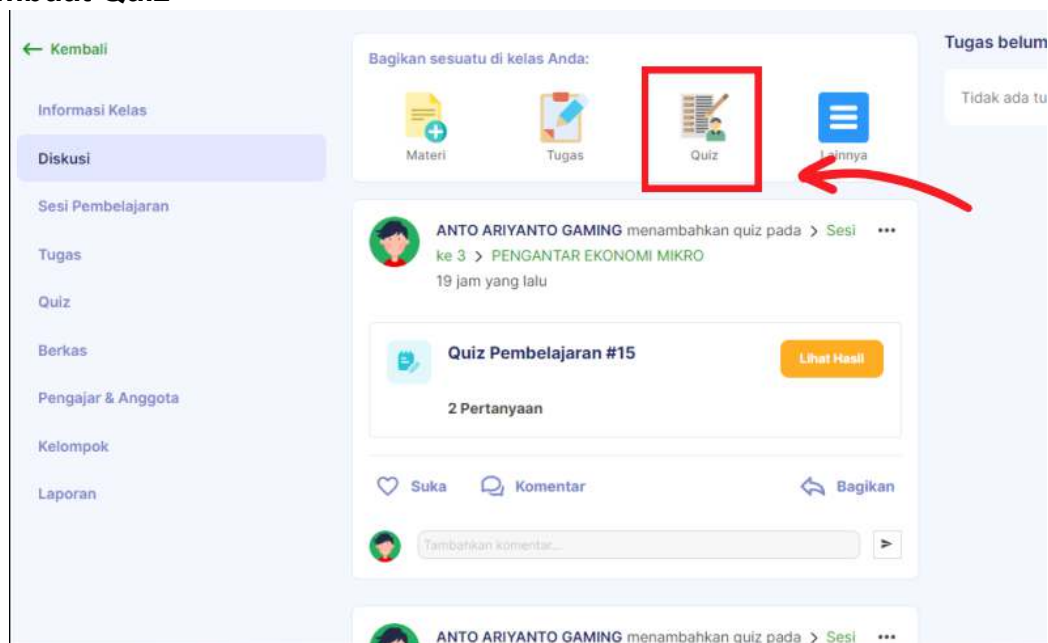 Quiz
← Kembali
Bagikan sesuatu di kelas Anda:
Tugas belum
Tidak ada tu
Informasi Kelas
Diskusi
Sesi Pembelajaran
Tugas
Quiz
Berkas
Pengajar & Anggota
Kelompok
Laporan
Materi
Tugas
Quiz
Lainnya
ANTO ARIYANTO GAMING menambahkan quiz pada > Sesi
ke 3 > PENGANTAR EKONOMI MIKRO
19 jam yang lalu
Quiz Pembelajaran #15
Lihat Hasil
2 Pertanyaan
Suka
Komentar
Bagikan
Tambahkan komentar...
ANTO ARIYANTO GAMING menambahkan quiz pada > Sesi